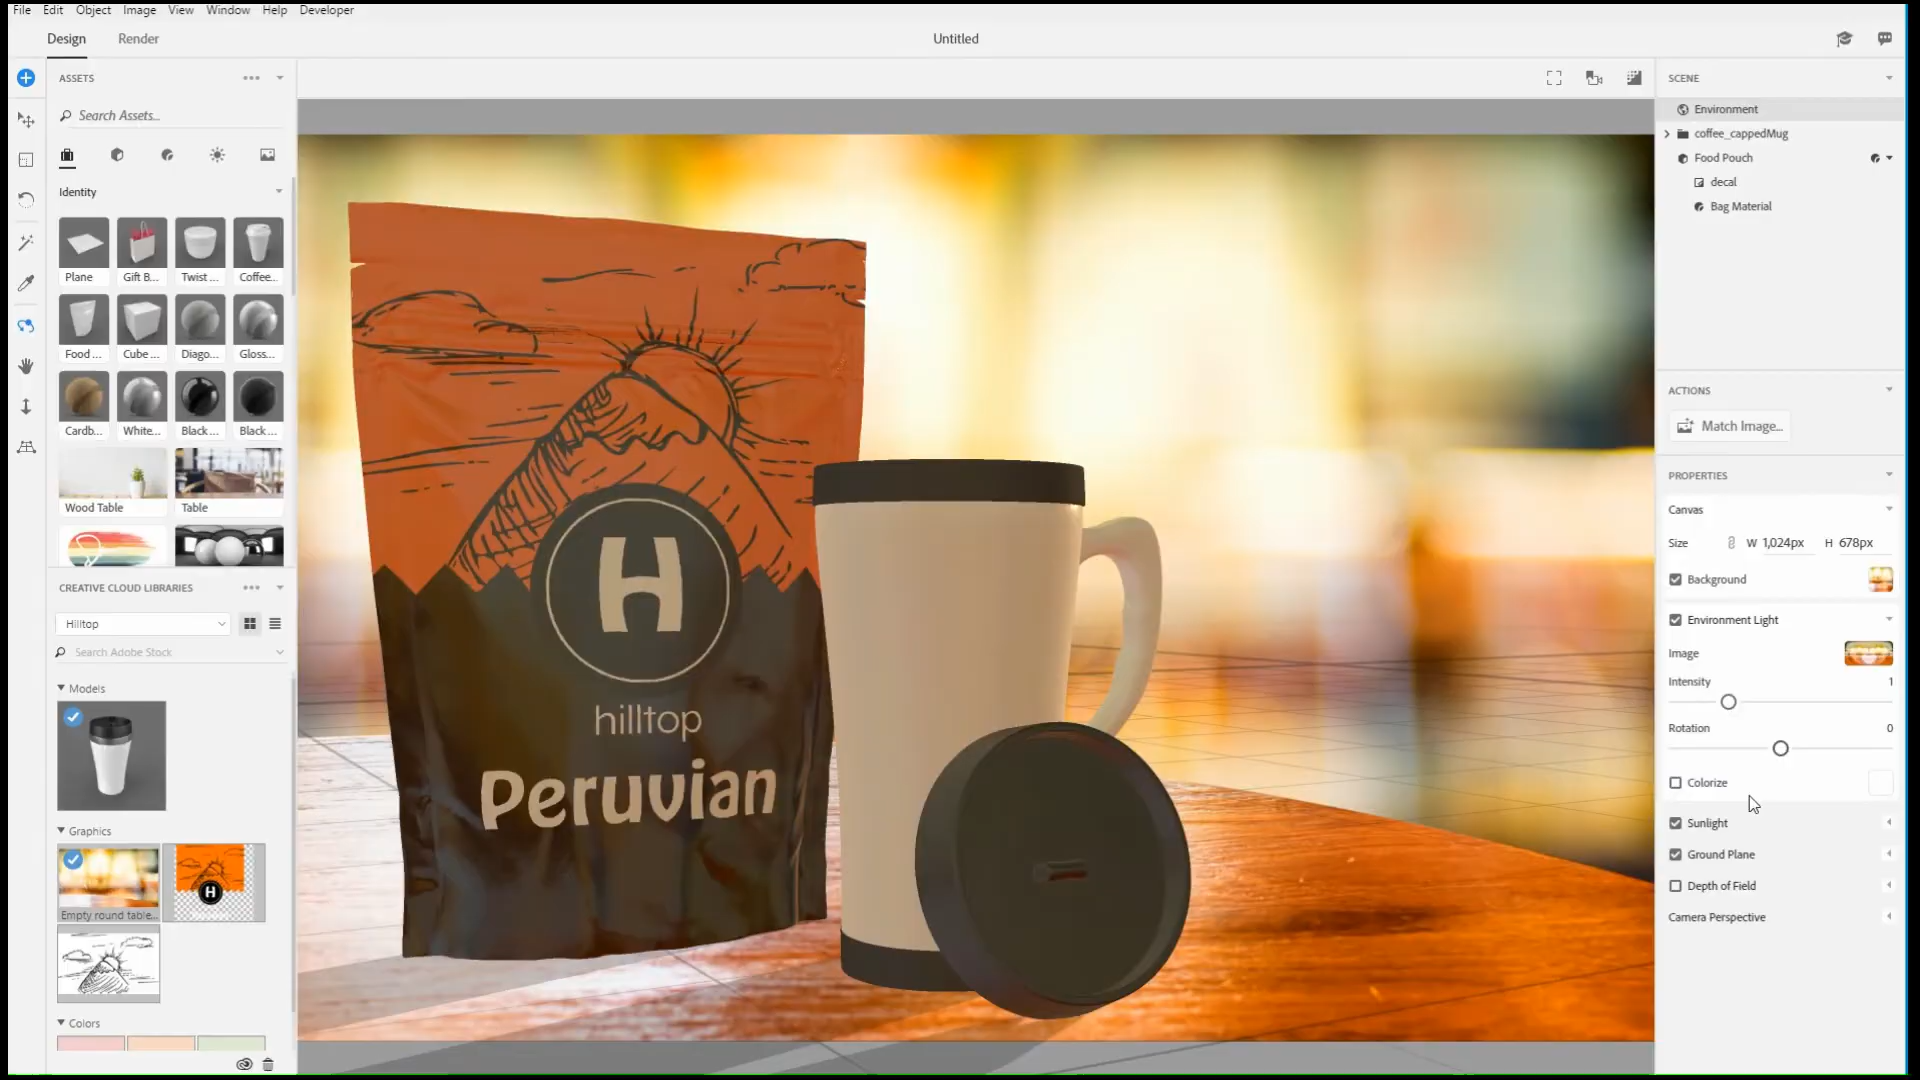 File Edit Object Image View Window Help Developer
Design Render Untitled
ASSETS
Search Assets...
Identity
Plane Gift B... Twist ... Coffee...
Food ... Cube ... Diago... Gloss...
Cardb... White... Black ... Black ...
Wood Table Table
CREATIVE CLOUD LIBRARIES
Hilltop
Search Adobe Stock
Models
Graphics
Empty round table...
Colors
H
hilltop
Peruvian
H
SCENE
Environment
coffee_cappedMug
Food Pouch
decal
Bag Material
ACTIONS
Match Image...
PROPERTIES
Canvas
Size W 1,024px H 678px
Background
Environment Light
Image
Intensity 1
Rotation 0
Colorize
Sunlight
Ground Plane
Depth of Field
Camera Perspective